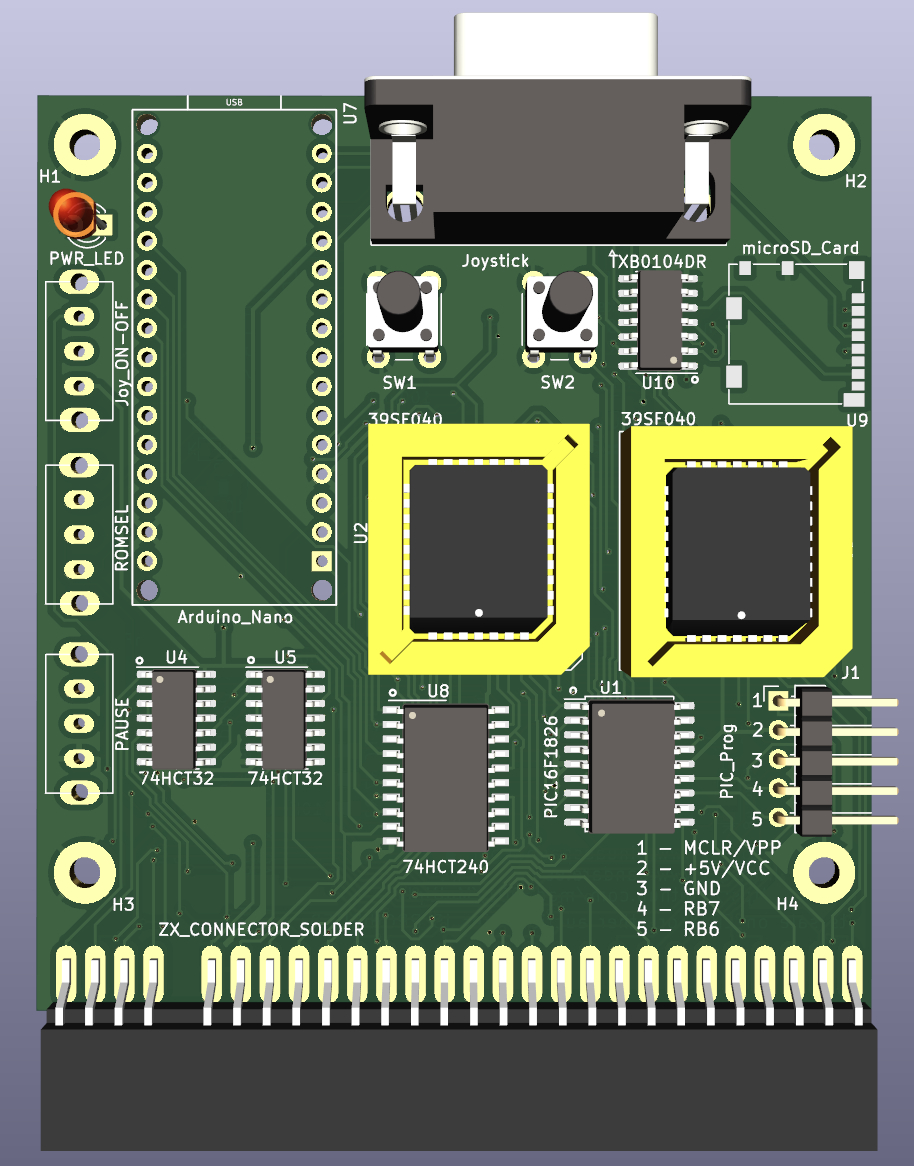 USB
U7
H1
H2
PWR_LED
Joystick
TXB0104DR
microSD_Card
Joy_ON-OFF
SW1
SW2
U10
U9
39SF040
39SF040
ROMSEL
U2
Arduino_Nano
U4
U5
PAUSE
74HCT32
74HCT32
U8
74HCT240
U1
PIC16F1826
J1
PIC_Prog
1
2
3
4
5
1 - MCLR/VPP
2 - +5V/VCC
3 - GND
4 - RB7
5 - RB6
H3
H4
ZX_CONNECTOR_SOLDER